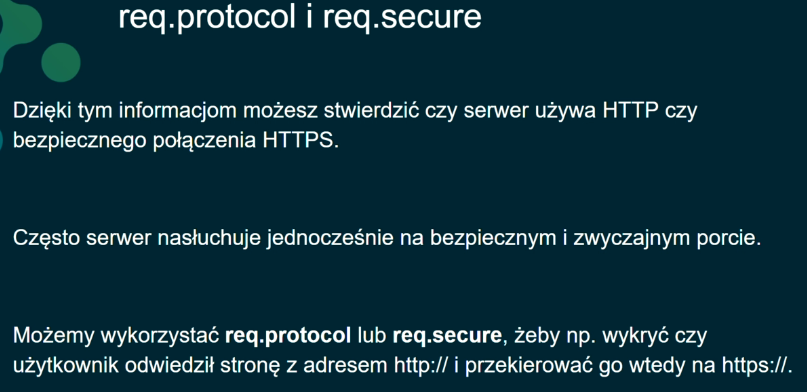 req.protocol i req.secure
Dzięki tym informacjom możesz stwierdzić czy serwer używa HTTP czy
bezpiecznego połączenia HTTPS.
Często serwer nasłuchuje jednocześnie na bezpiecznym i zwyczajnym porcie.
Możemy wykorzystać req.protocol lub req.secure, żeby np. wykryć czy
użytkownik odwiedził stronę z adresem http:// i przekierować go wtedy na https://.